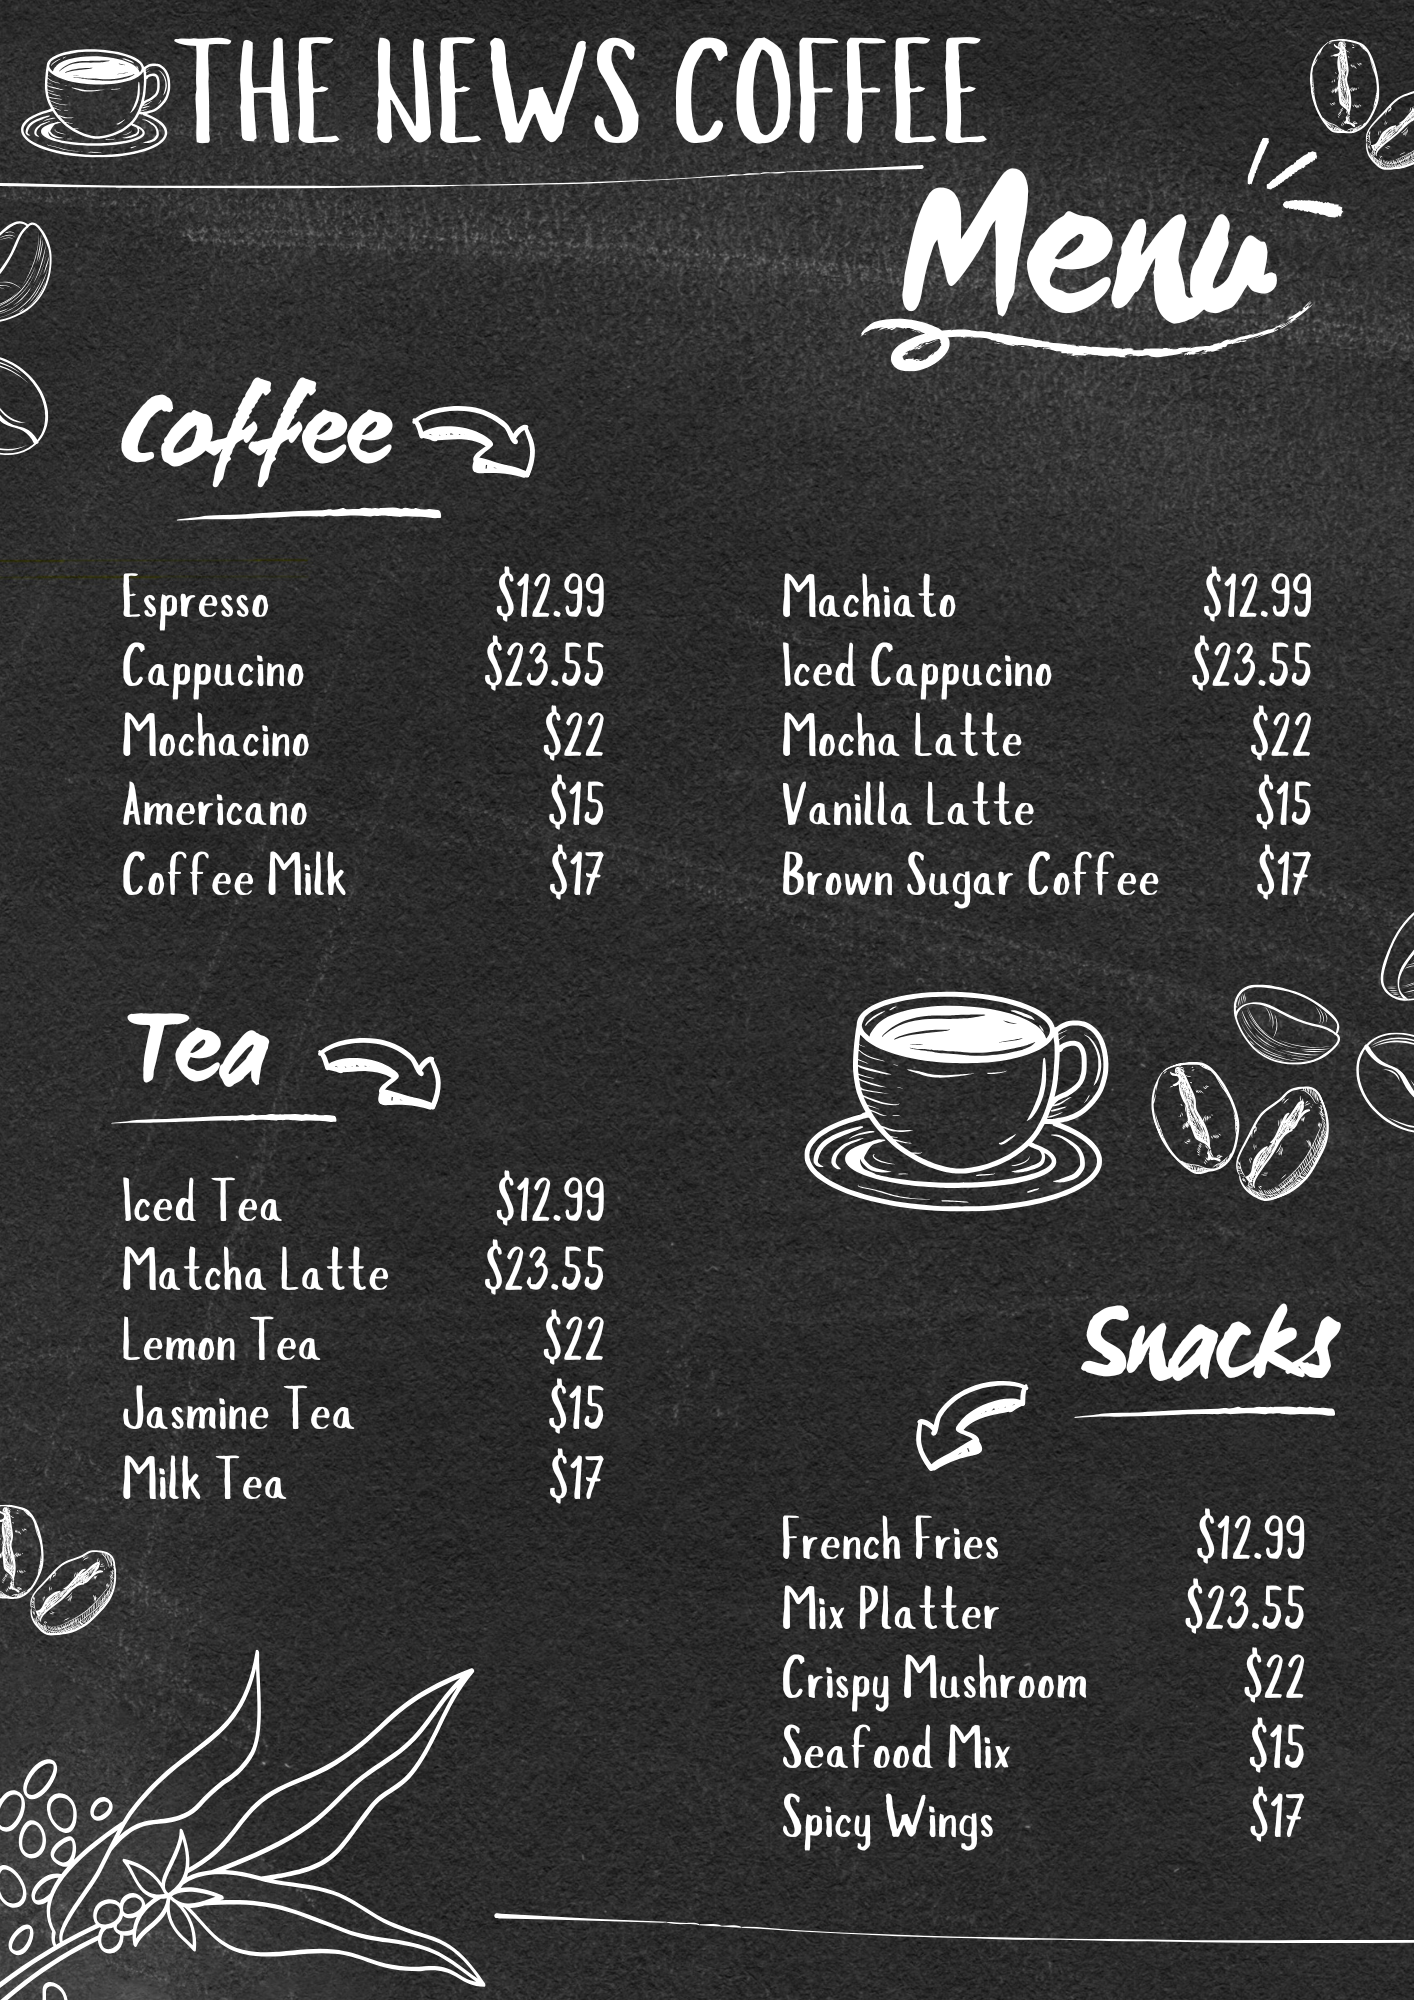 THE NEWS COFFEE
Menu
Coffee
Espresso $12.99
Cappucino $23.55
Mochacino $22
Americano $15
Coffee Milk $17
Machiato $12.99
Iced Cappucino $23.55
Mocha Latte $22
Vanilla Latte $15
Brown Sugar Coffee $17
Tea
Iced Tea $12.99
Matcha Latte $23.55
Lemon Tea $22
Jasmine Tea $15
Milk Tea $17
Snacks
French Fries $12.99
Mix Platter $23.55
Crispy Mushroom $22
Seafood Mix $15
Spicy Wings $17